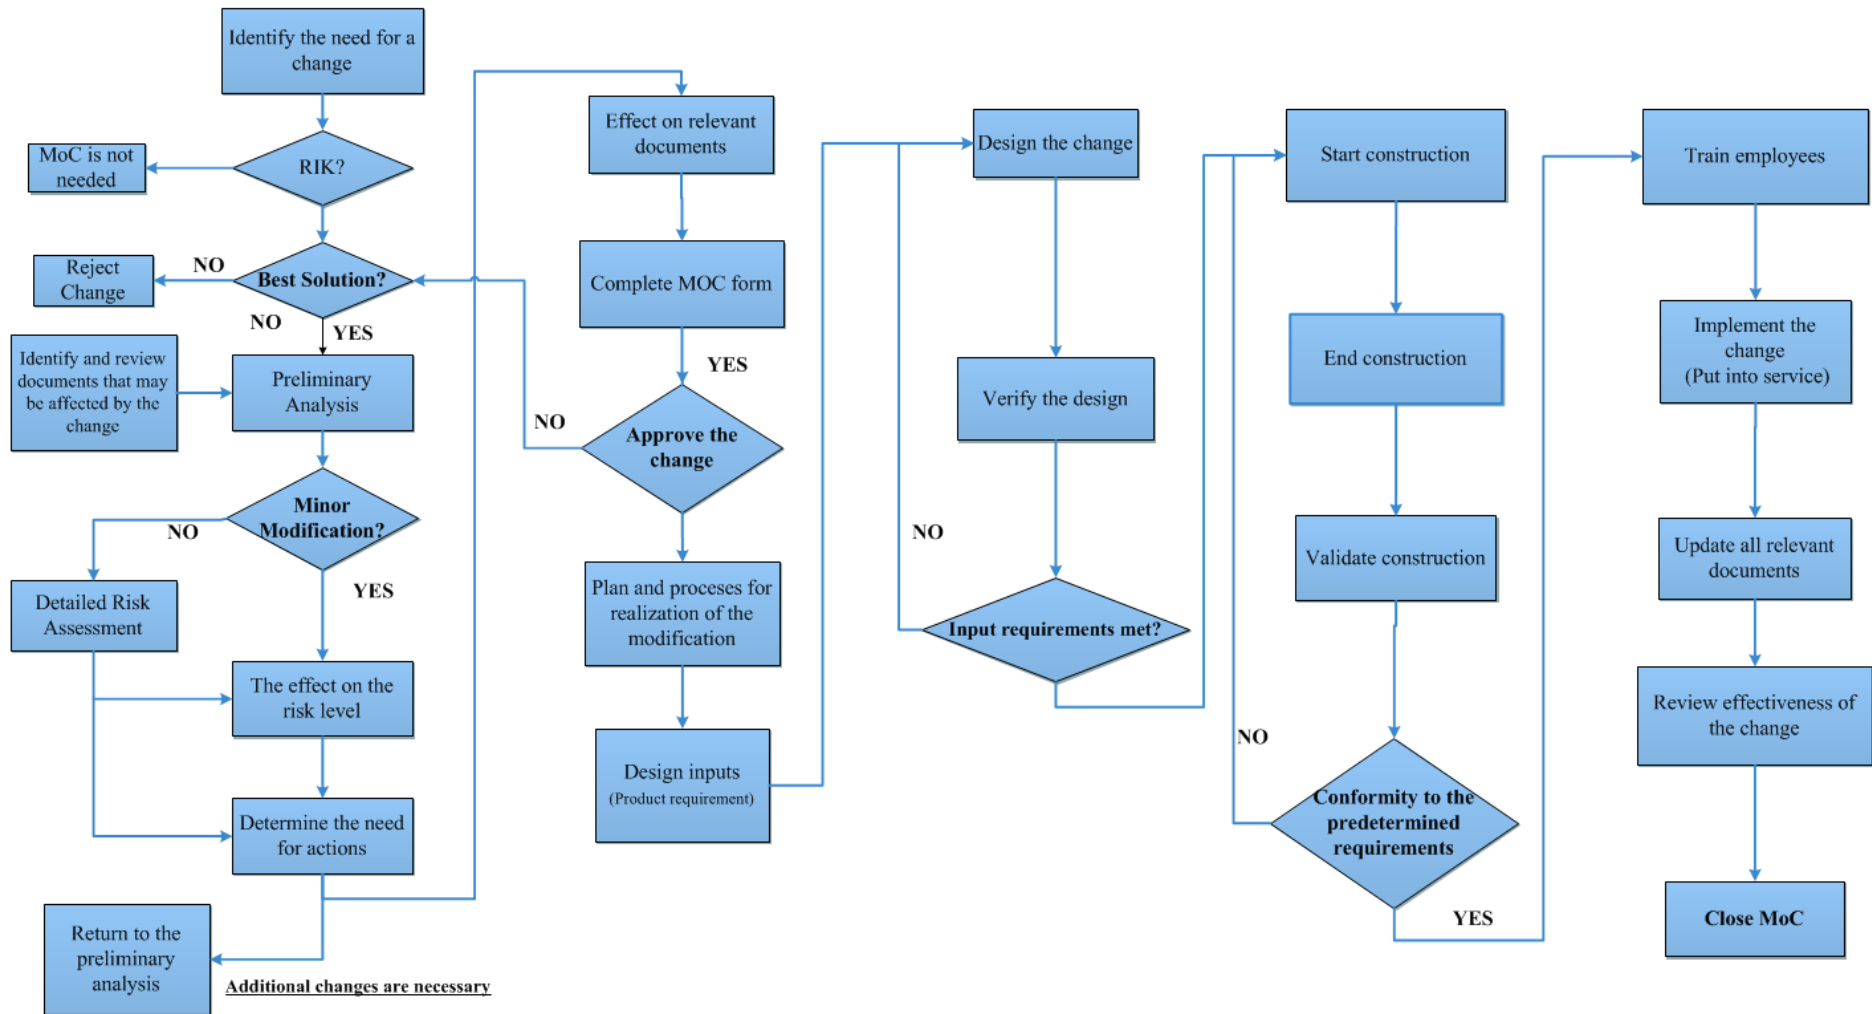 Identify the need for a
change
RIK?
MoC is not
needed
Best Solution?
NO
Reject
Change
NO
YES
Identify and review
documents that may
be affected by the
change
Preliminary
Analysis
Minor
Modification?
NO
YES
Detailed Risk
Assessment
The effect on the
risk level
Determine the need
for actions
Return to the
preliminary
analysis
Additional changes are necessary
Effect on relevant
documents
Complete MOC form
YES
NO
Approve the
change
Plan and proceses for
realization of the
modification
Design inputs
(Product requirement)
Design the change
Verify the design
NO
Input requirements met?
Start construction
End construction
Validate construction
NO
Conformity to the
predetermined
requirements
YES
Train employees
Implement the
change
(Put into service)
Update all relevant
documents
Review effectiveness of
the change
Close MoC